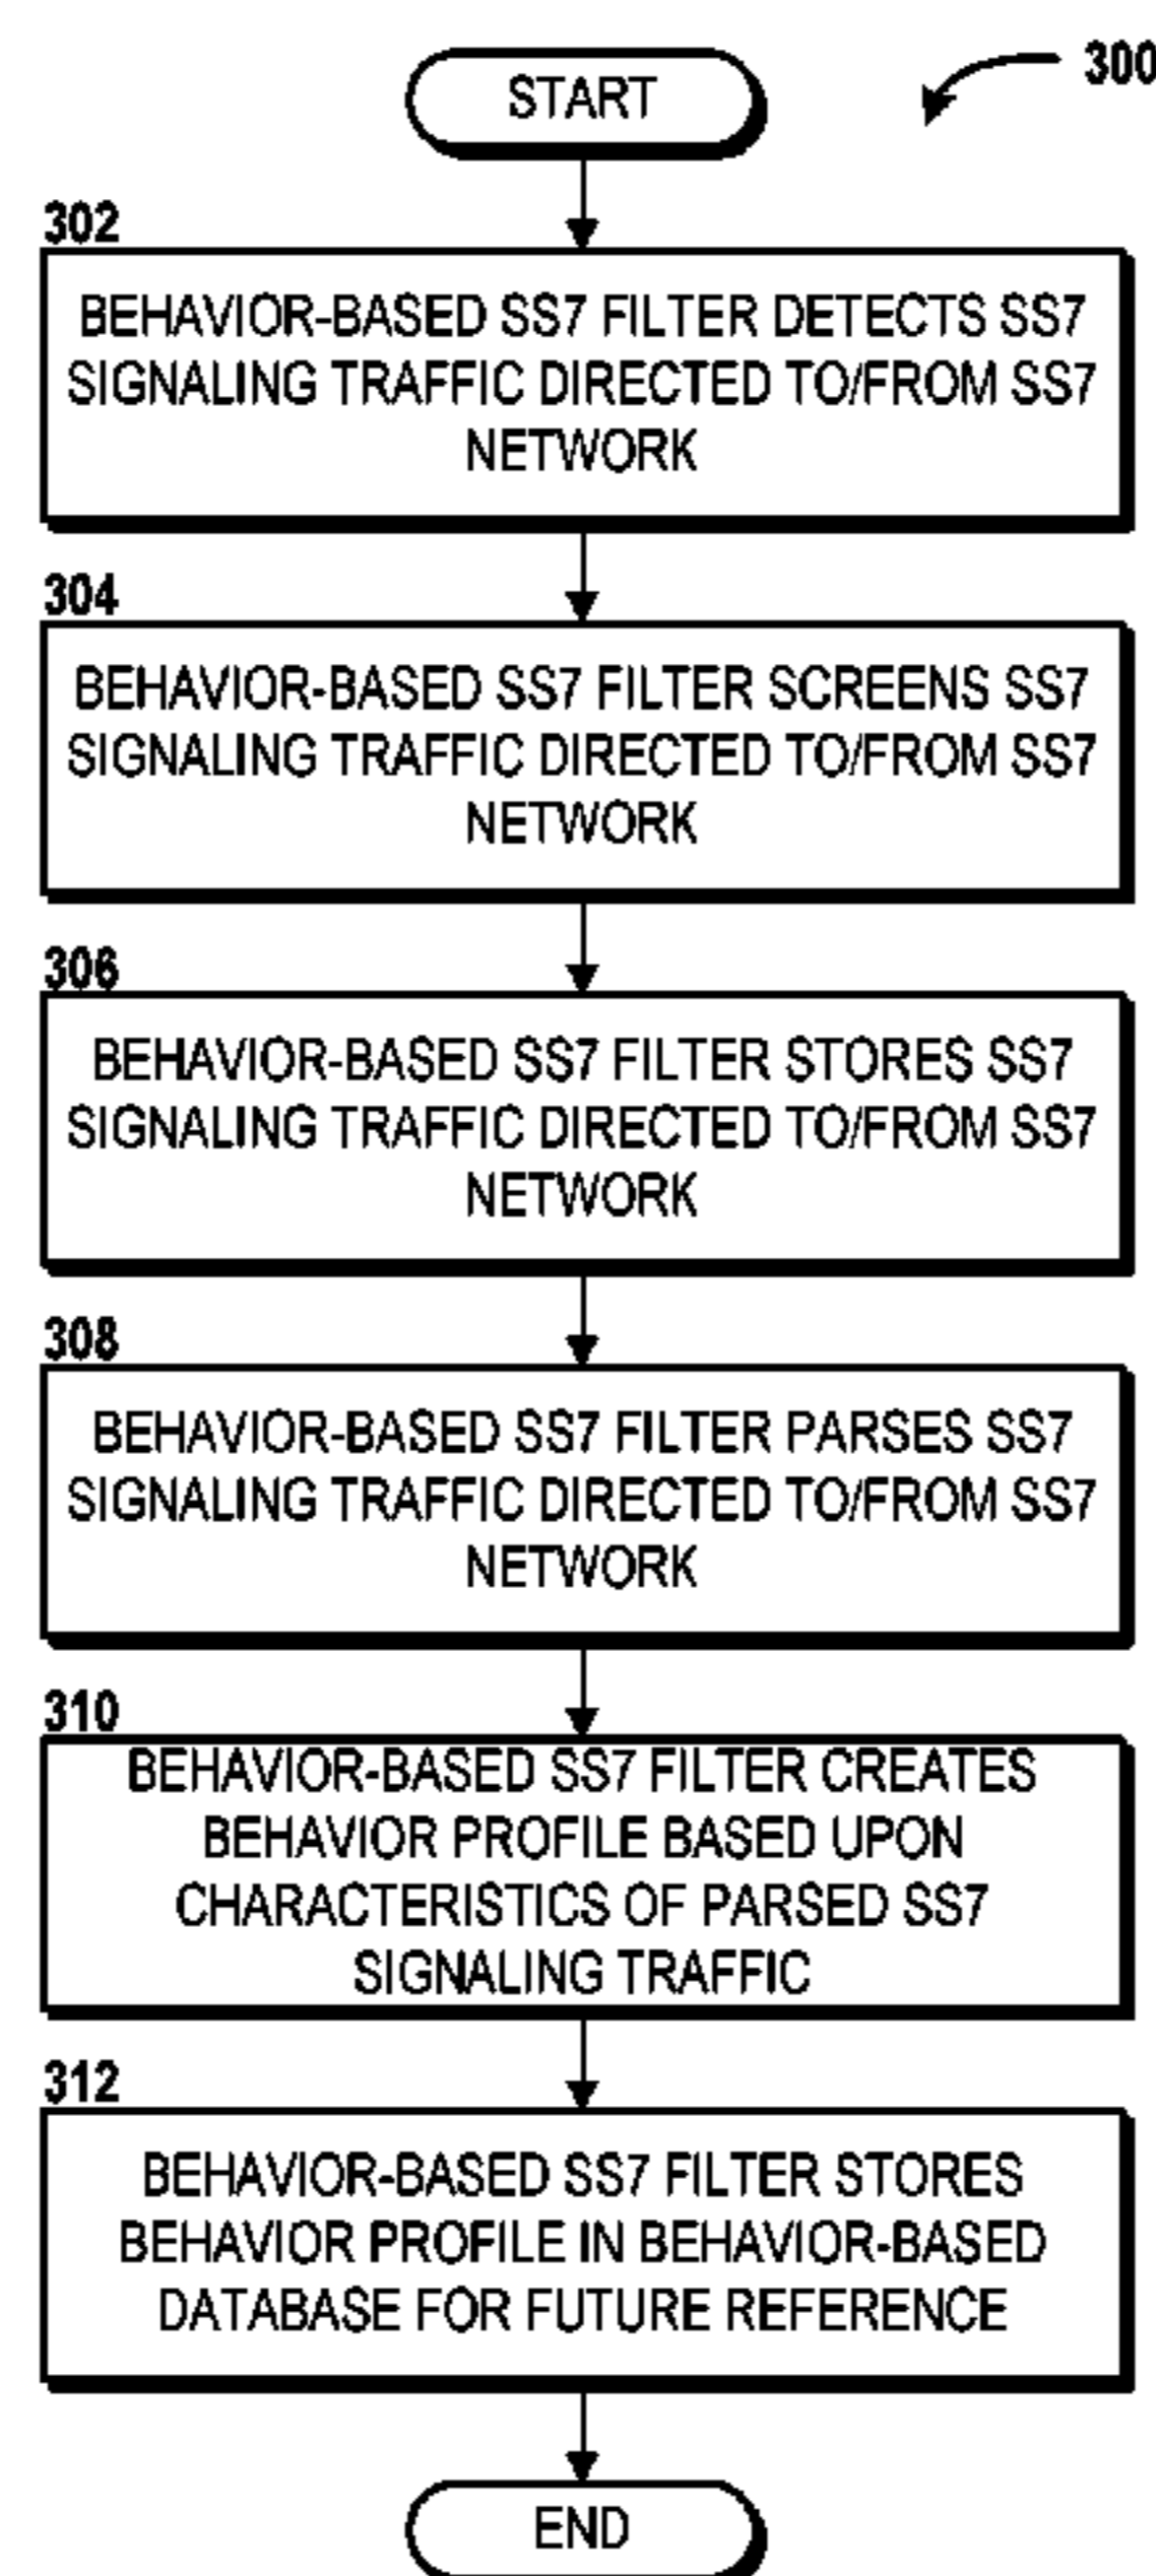 START
300
302
BEHAVIOR-BASED SS7 FILTER DETECTS SS7
SIGNALING TRAFFIC DIRECTED TO/FROM SS7
NETWORK
304
BEHAVIOR-BASED SS7 FILTER SCREENS SS7
SIGNALING TRAFFIC DIRECTED TO/FROM SS7
NETWORK
306
BEHAVIOR-BASED SS7 FILTER STORES SS7
SIGNALING TRAFFIC DIRECTED TO/FROM SS7
NETWORK
308
BEHAVIOR-BASED SS7 FILTER PARSES SS7
SIGNALING TRAFFIC DIRECTED TO/FROM SS7
NETWORK
310
BEHAVIOR-BASED SS7 FILTER CREATES
BEHAVIOR PROFILE BASED UPON
CHARACTERISTICS OF PARSED SS7
SIGNALING TRAFFIC
312
BEHAVIOR-BASED SS7 FILTER STORES
BEHAVIOR PROFILE IN BEHAVIOR-BASED
DATABASE FOR FUTURE REFERENCE
END